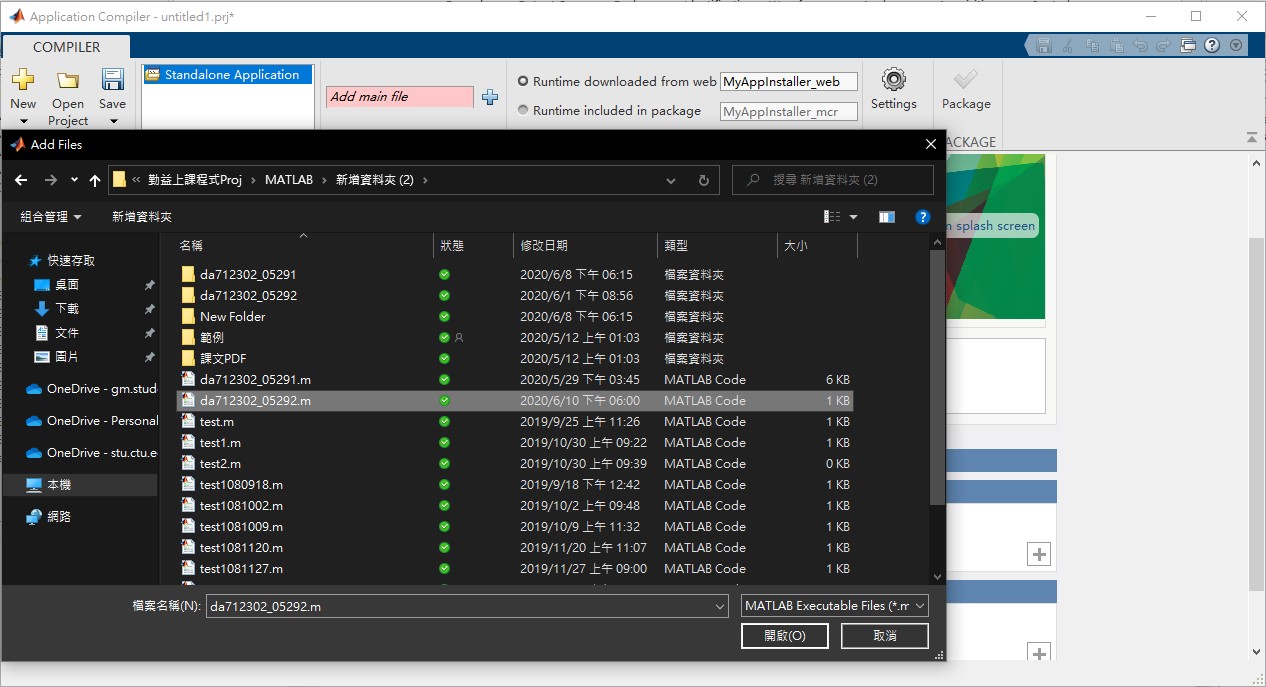 Application Compiler - untitled1.prj*
COMPILER
New
Open Project
Save
Standalone Application
Add main file
Runtime downloaded from web MyAppInstaller_web
Runtime included in package MyAppInstaller_mcr
Settings
Package
ACKAGE
splash screen
Add Files
« 勤益上課程式Proj › MATLAB › 新增資料夾 (2) ›
搜尋 新增資料夾 (2)
組合管理 新增資料夾
快速存取
桌面
下載
文件
圖片
OneDrive - gm.stud
OneDrive - Personal
OneDrive - stu.ctu.e
本機
網路
名稱 狀態 修改日期 類型 大小
da712302_05291 2020/6/8 下午 06:15 檔案資料夾
da712302_05292 2020/6/1 下午 08:56 檔案資料夾
New Folder 2020/6/8 下午 06:15 檔案資料夾
範例 2020/5/12 上午 01:03 檔案資料夾
課文PDF 2020/5/12 上午 01:03 檔案資料夾
da712302_05291.m 2020/5/29 下午 03:45 MATLAB Code 6 KB
da712302_05292.m 2020/6/10 下午 06:00 MATLAB Code 1 KB
test.m 2019/9/25 上午 11:26 MATLAB Code 1 KB
test1.m 2019/10/30 上午 09:22 MATLAB Code 1 KB
test2.m 2019/10/30 上午 09:39 MATLAB Code 0 KB
test1080918.m 2019/9/18 下午 12:42 MATLAB Code 1 KB
test1081002.m 2019/10/2 上午 09:48 MATLAB Code 1 KB
test1081009.m 2019/10/9 上午 11:32 MATLAB Code 1 KB
test1081120.m 2019/11/20 上午 11:07 MATLAB Code 1 KB
test1081127.m 2019/11/27 上午 09:00 MATLAB Code 1 KB
檔案名稱(N): da712302_05292.m MATLAB Executable Files (*.m
開啟(O) 取消